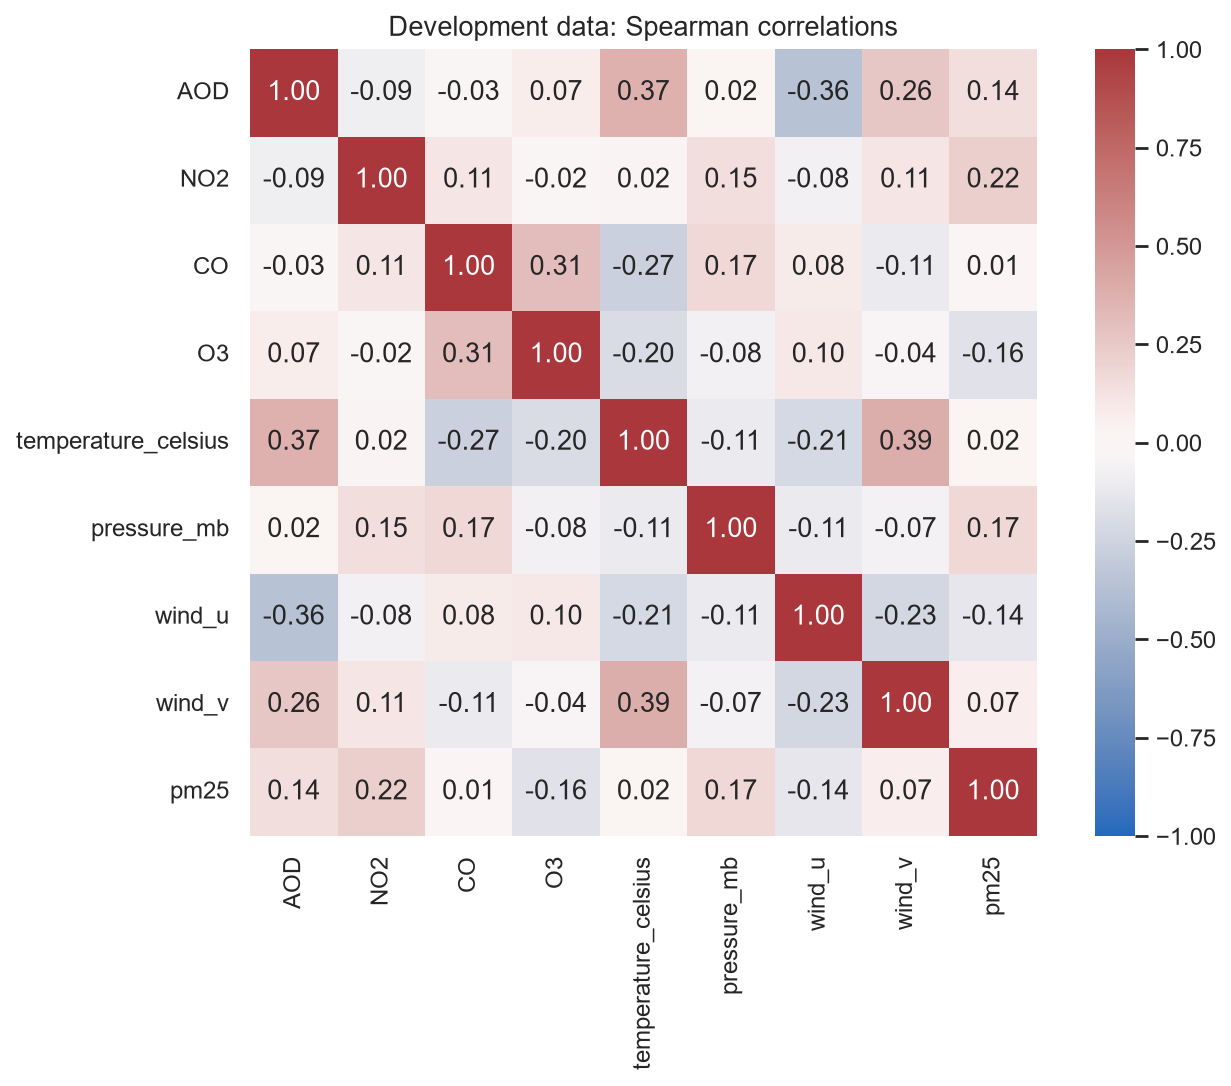 Development data: Spearman correlations
AOD 1.00 -0.09 -0.03 0.07 0.37 0.02 -0.36 0.26 0.14
NO2 -0.09 1.00 0.11 -0.02 0.02 0.15 -0.08 0.11 0.22
CO -0.03 0.11 1.00 0.31 -0.27 0.17 0.08 -0.11 0.01
O3 0.07 -0.02 0.31 1.00 -0.20 -0.08 0.10 -0.04 -0.16
temperature_celsius 0.37 0.02 -0.27 -0.20 1.00 -0.11 -0.21 0.39 0.02
pressure_mb 0.02 0.15 0.17 -0.08 -0.11 1.00 -0.11 -0.07 0.17
wind_u -0.36 -0.08 0.08 0.10 -0.21 -0.11 1.00 -0.23 -0.14
wind_v 0.26 0.11 -0.11 -0.04 0.39 -0.07 -0.23 1.00 0.07
pm25 0.14 0.22 0.01 -0.16 0.02 0.17 -0.14 0.07 1.00
AOD
NO2
CO
O3
temperature_celsius
pressure_mb
wind_u
wind_v
pm25
1.00
0.75
0.50
0.25
0.00
−0.25
−0.50
−0.75
−1.00